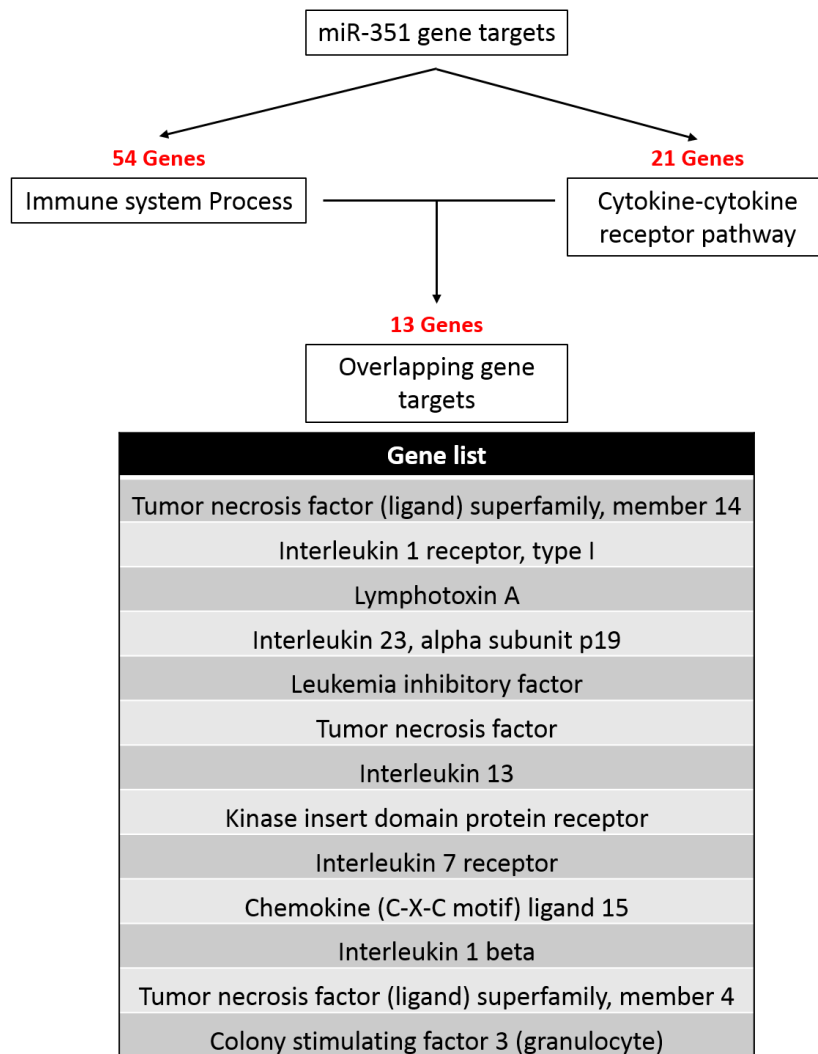 miR-351 gene targets
54 Genes
21 Genes
Immune system Process
Cytokine-cytokine
receptor pathway
13 Genes
Overlapping gene
targets
Gene list
Tumor necrosis factor (ligand) superfamily, member 14
Interleukin 1 receptor, type I
Lymphotoxin A
Interleukin 23, alpha subunit p19
Leukemia inhibitory factor
Tumor necrosis factor
Interleukin 13
Kinase insert domain protein receptor
Interleukin 7 receptor
Chemokine (C-X-C motif) ligand 15
Interleukin 1 beta
Tumor necrosis factor (ligand) superfamily, member 4
Colony stimulating factor 3 (granulocyte)